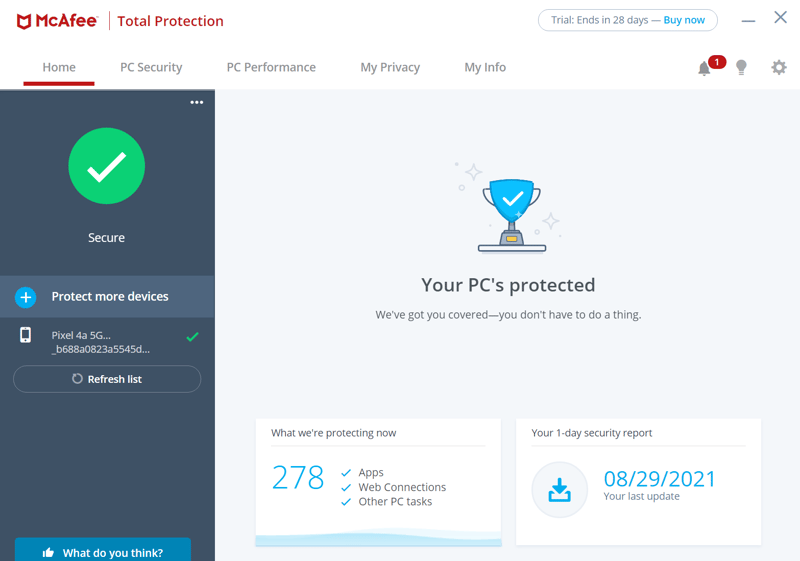 McAfee Total Protection
Trial: Ends in 28 days — Buy now
Home PC Security PC Performance My Privacy My Info
1
Secure
Protect more devices
Pixel 4a 5G...
_b688a0823a5545d...
Refresh list
What do you think?
Your PC's protected
We've got you covered—you don't have to do a thing.
What we're protecting now
278
Apps
Web Connections
Other PC tasks
Your 1-day security report
08/29/2021
Your last update